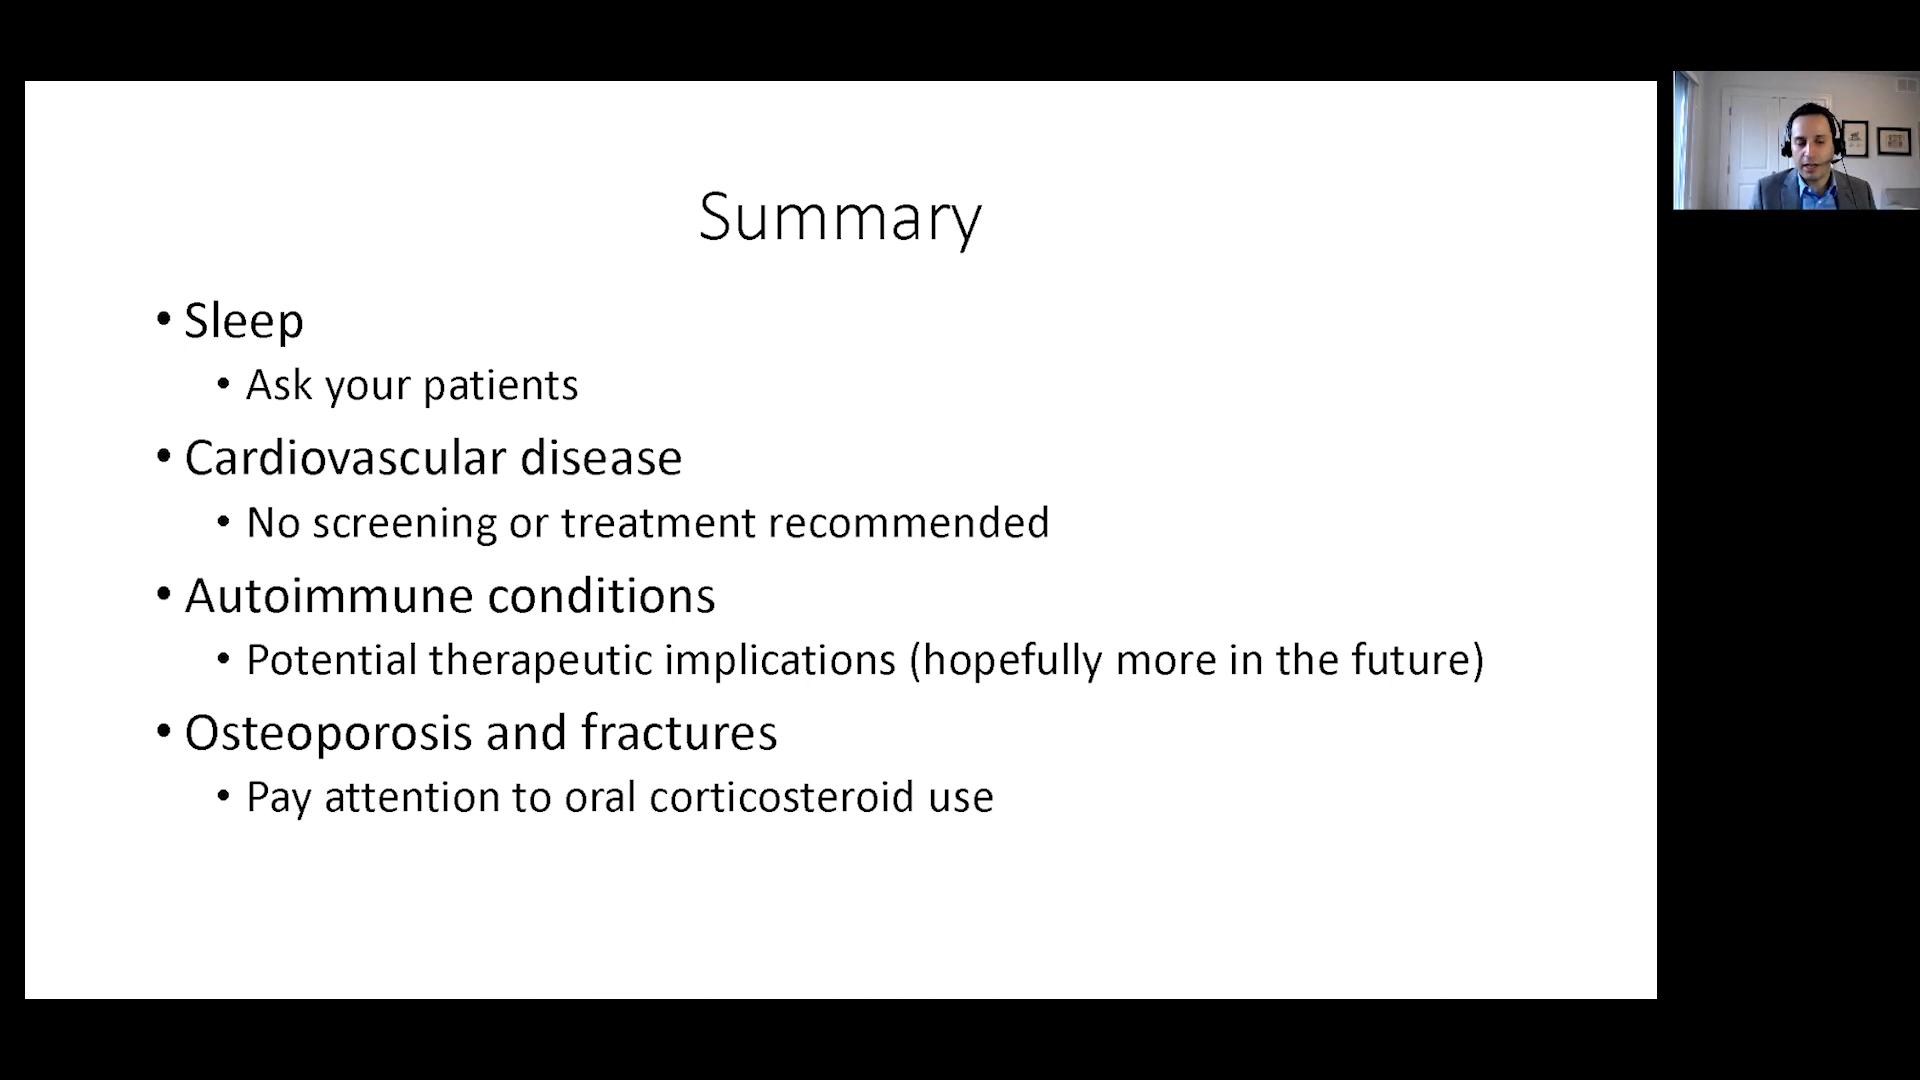 Summary
• Sleep
• Ask your patients
• Cardiovascular disease
• No screening or treatment recommended
• Autoimmune conditions
• Potential therapeutic implications (hopefully more in the future)
• Osteoporosis and fractures
• Pay attention to oral corticosteroid use